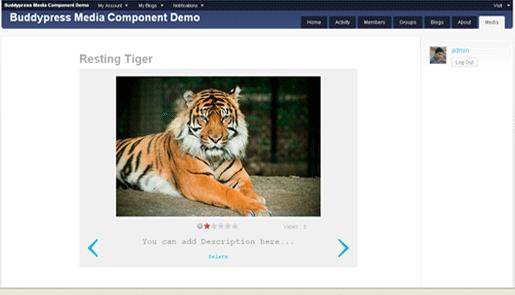 Buddypress Media Component Demo My Account My Blogs Notifications Visit
Buddypress Media Component Demo
Home Activity Members Groups Blogs About Media
admin
Log Out
Resting Tiger
Views : 5
You can add Description here...
Delete